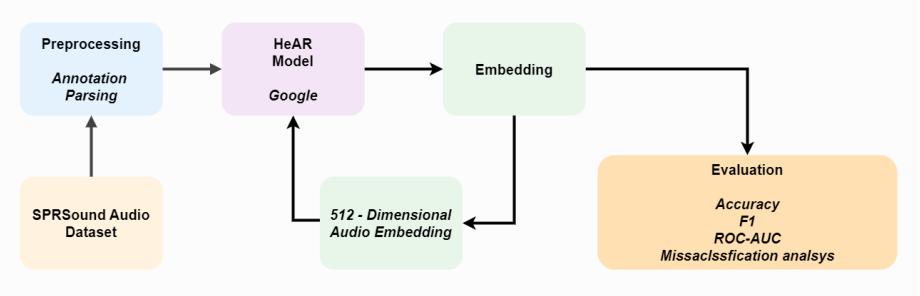 Preprocessing
Annotation
Parsing
HeAR
Model
Google
Embedding
SPRSound Audio
Dataset
512 - Dimensional
Audio Embedding
Evaluation
Accuracy
F1
ROC-AUC
Missaclssfication analsys